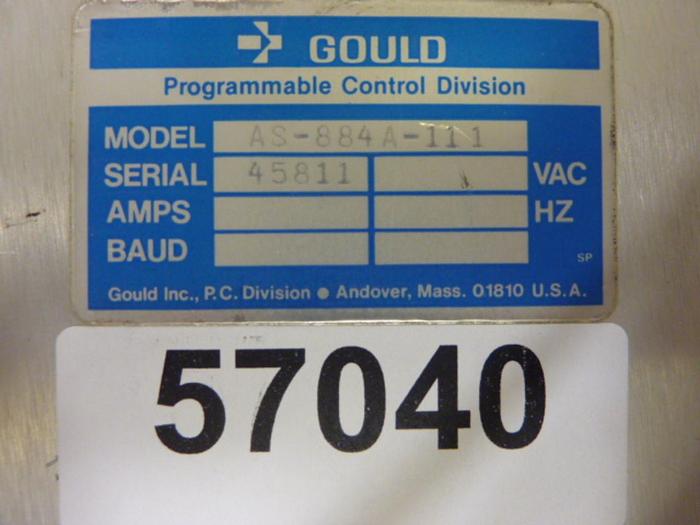 GOULD
Programmable Control Division
MODEL AS-884A-111
SERIAL 45811 VAC
AMPS HZ
BAUD
SP
Gould Inc., P.C. Division ● Andover, Mass. 01810 U.S.A.
57040